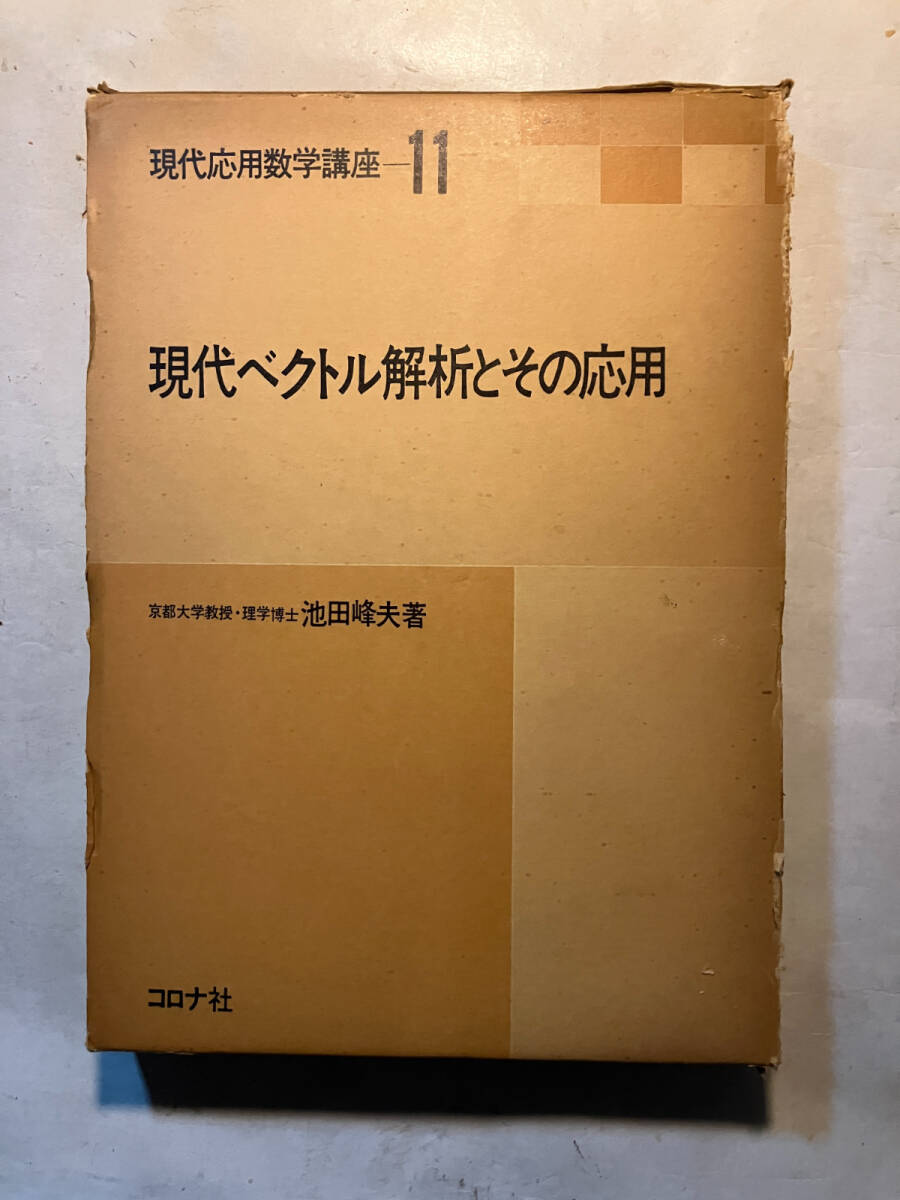 現代応用数学講座—11
現代ベクトル解析とその応用
京都大学教授・理学博士 池田峰夫著
コロナ社